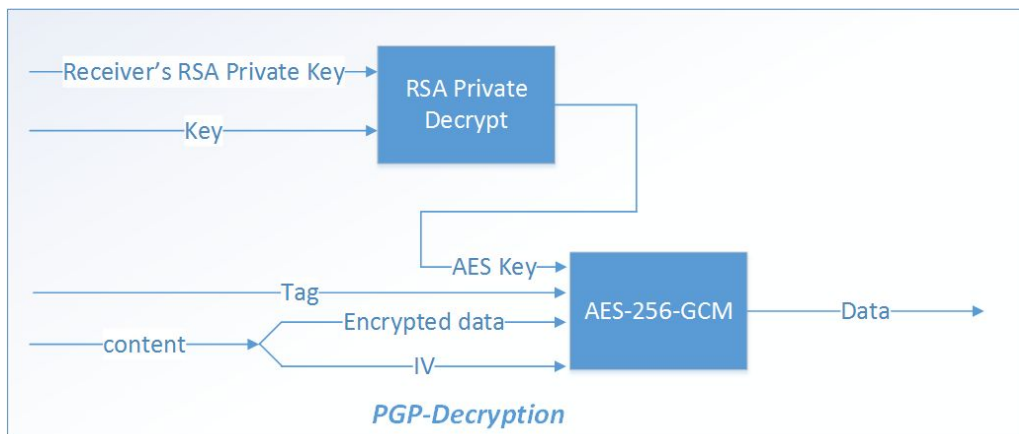 Receiver’s RSA Private Key
Key
RSA Private
Decrypt
AES Key
Tag
Encrypted data
content
IV
AES-256-GCM
Data
PGP-Decryption